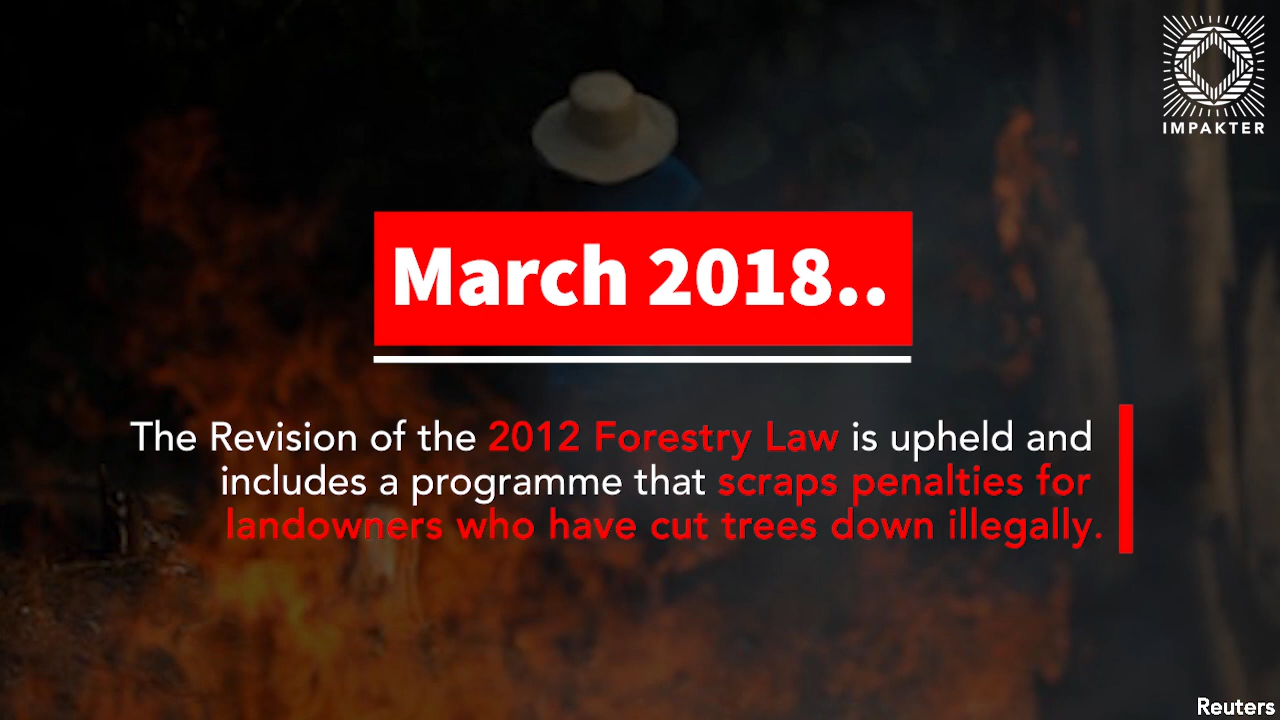 IMPAKTER
March 2018..
The Revision of the 2012 Forestry Law is upheld and
includes a programme that scraps penalties for
landowners who have cut trees down illegally.
Reuters